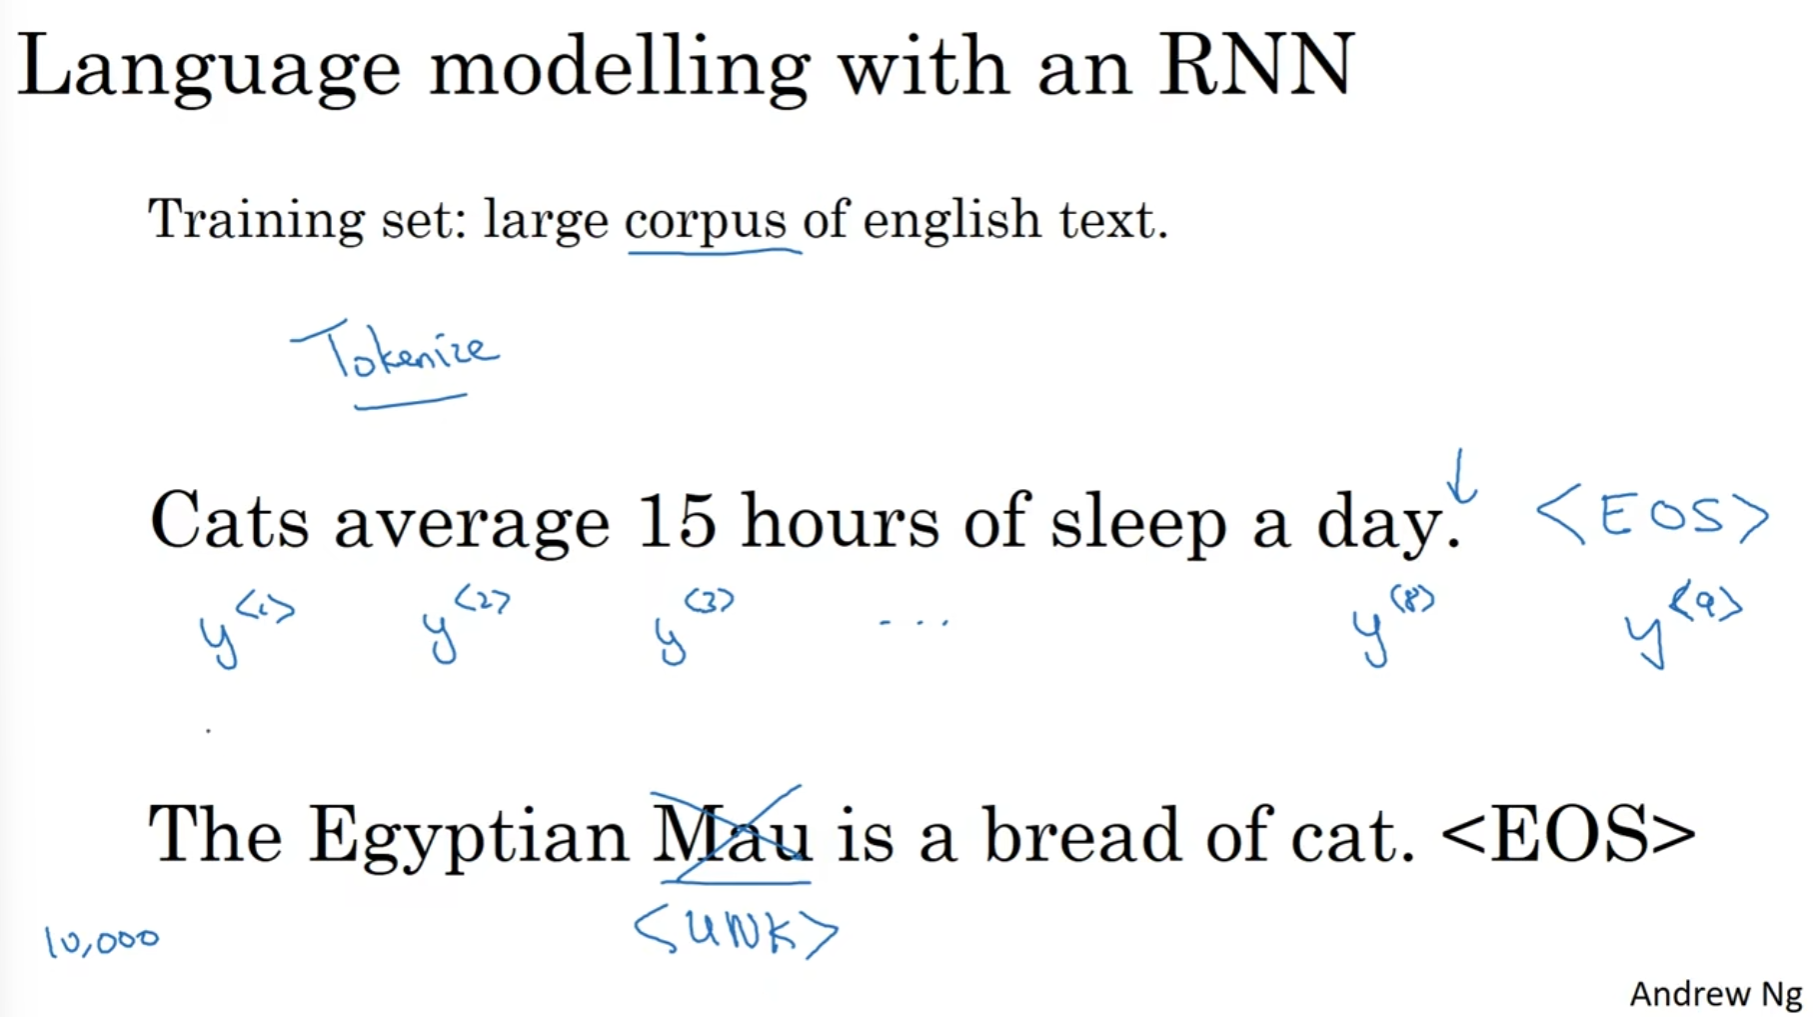 Language modelling with an RNN
Training set: large corpus of english text.
Tokenize
Cats average 15 hours of sleep a day. <EOS>
y<1> y<2> y<3> ... y<8> y<9>
The Egyptian Mau is a bread of cat. <EOS>
10,000 <UNK>
Andrew Ng